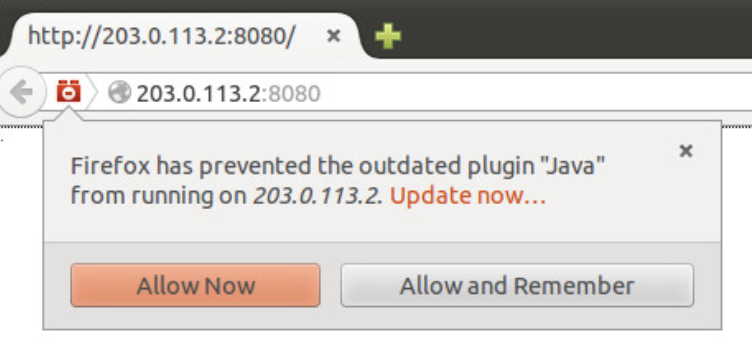 http://203.0.113.2:8080/
203.0.113.2:8080
Firefox has prevented the outdated plugin "Java"
from running on 203.0.113.2. Update now...
Allow Now
Allow and Remember